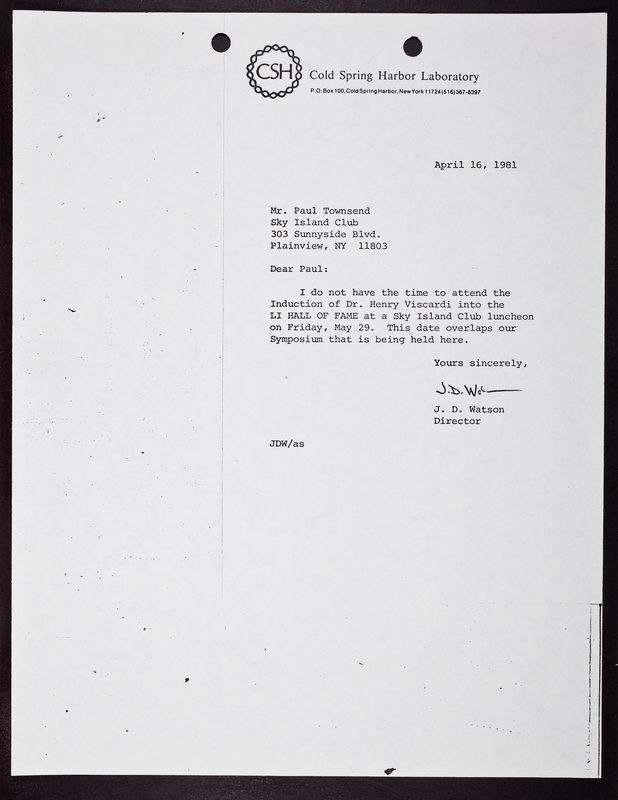 CSH
Cold Spring Harbor Laboratory
P.O. Box 100, Cold Spring Harbor, New York 11724 (516) 367-8397
April 16, 1981
Mr. Paul Townsend
Sky Island Club
303 Sunnyside Blvd.
Plainview, NY 11803
Dear Paul:
I do not have the time to attend the
Induction of Dr. Henry Viscardi into the
LI HALL OF FAME at a Sky Island Club luncheon
on Friday, May 29. This date overlaps our
Symposium that is being held here.
Yours sincerely,
J. D. Watson
Director
JDW/as